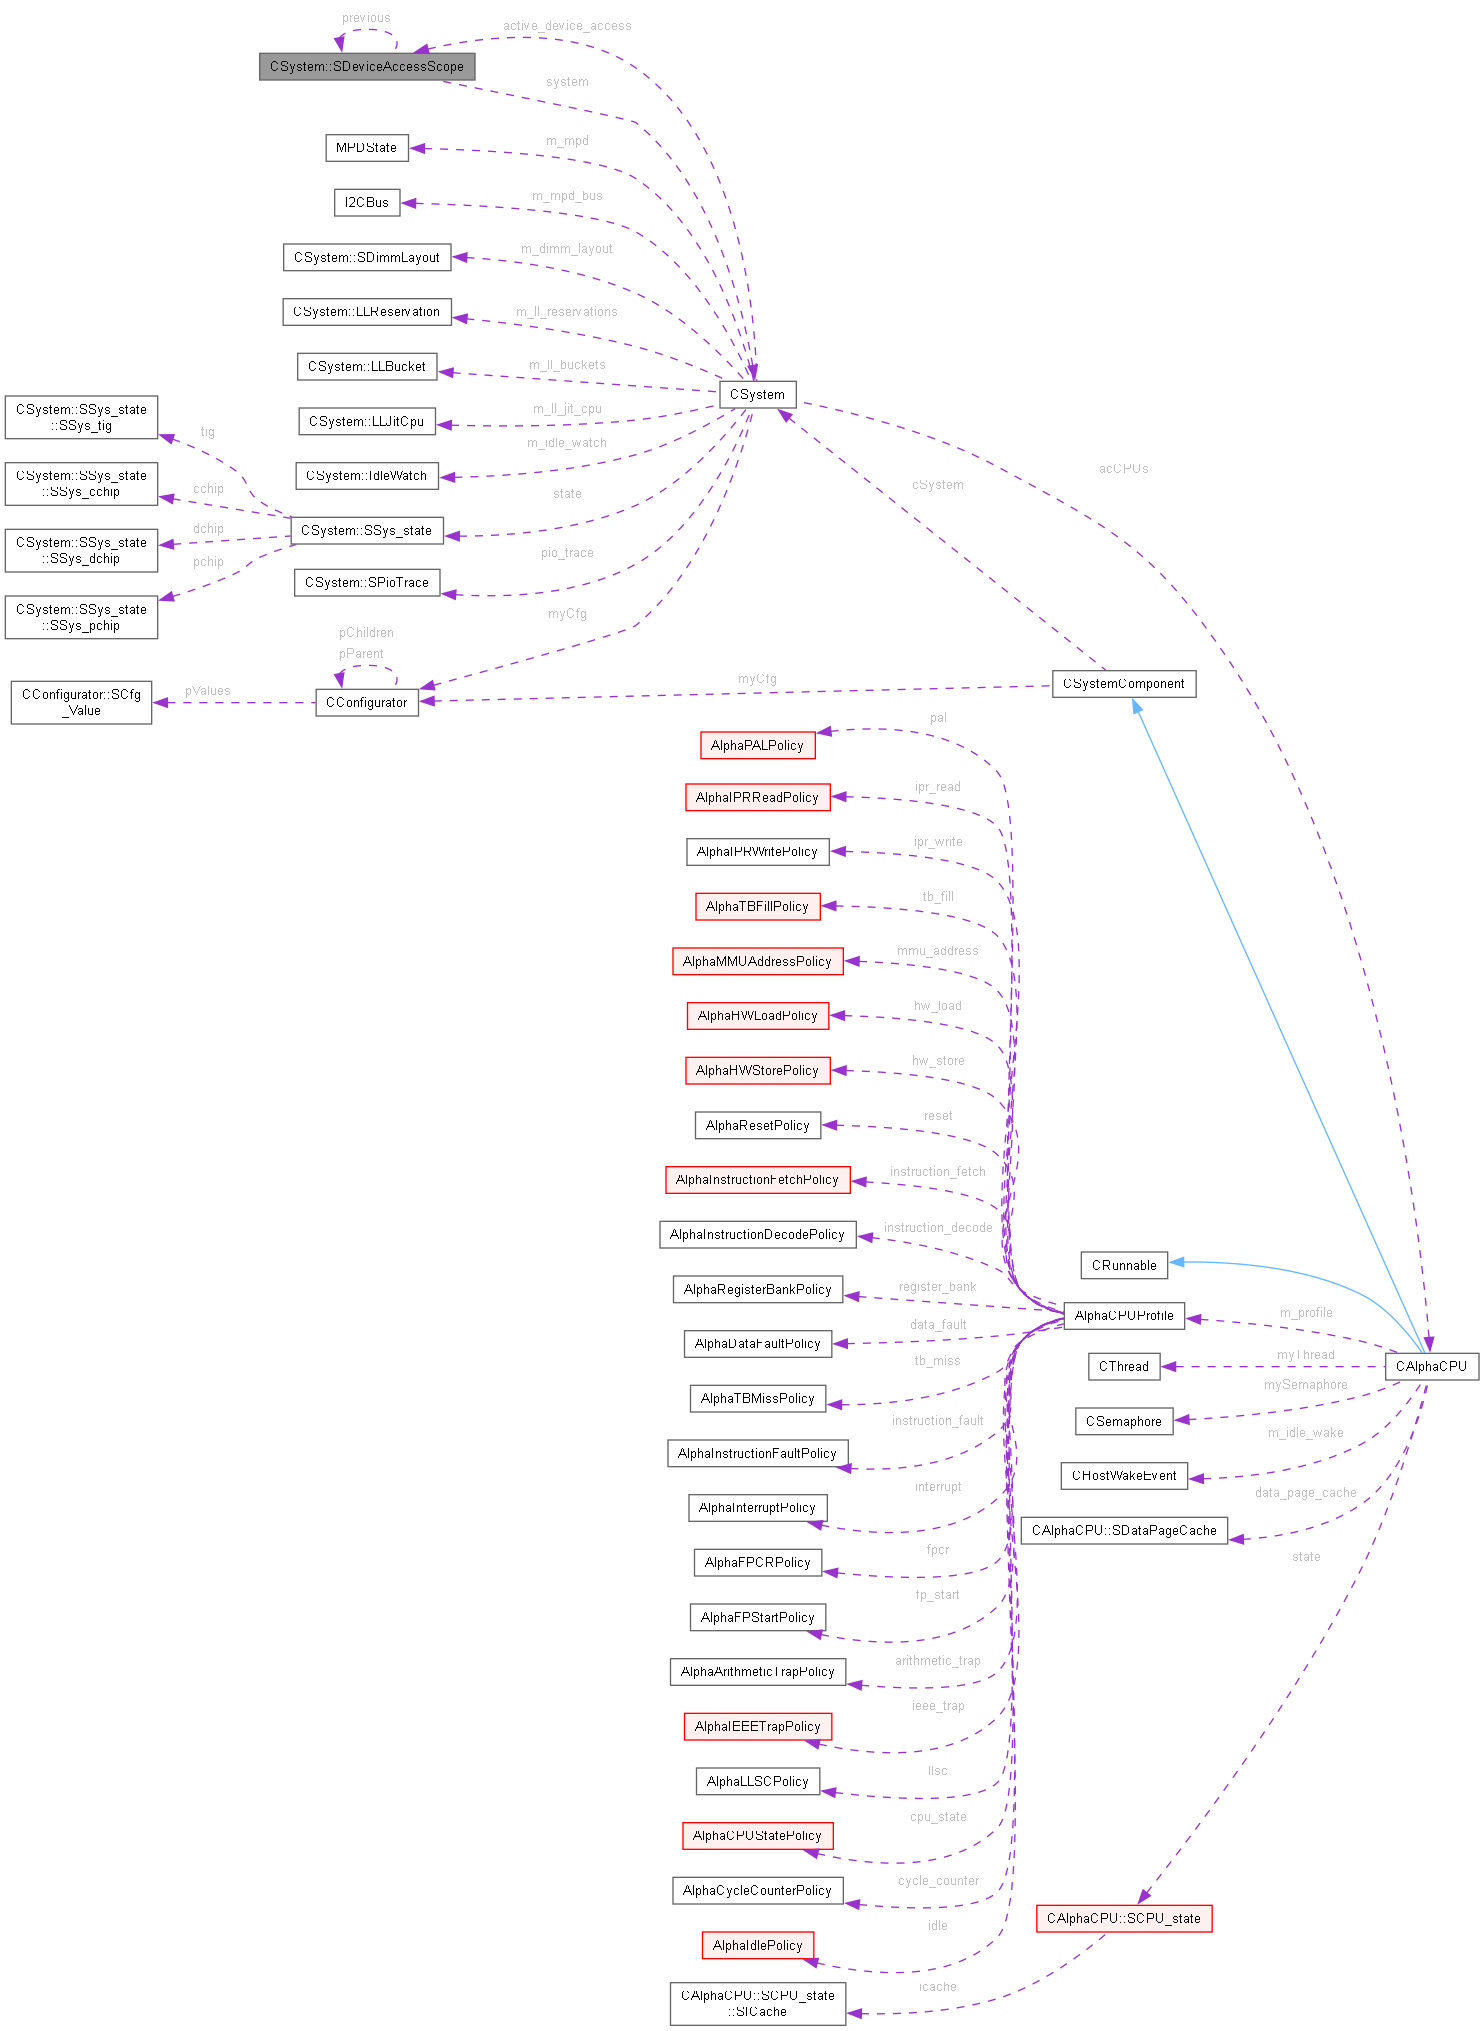 previous
active_device_access
CSystem::SDeviceAccessScope
system
m_mpd
MPDState
m_mpd_bus
I2CBus
m_dimm_layout
CSystem::SDimmLayout
m_ll_reservations
CSystem::LLReservation
m_ll_buckets
CSystem::LLBucket
CSystem
m_ll_jit_cpu
CSystem::LLJitCpu
CSystem::SSys_state
::SSys_tig
tig
m_idle_watch
acCPUs
CSystem::IdleWatch
CSystem::SSys_state
::SSys_cchip
cchip
cSystem
state
dchip
CSystem::SSys_state
CSystem::SSys_state
::SSys_dchip
pio_trace
pchip
CSystem::SPioTrace
CSystem::SSys_state
::SSys_pchip
myCfg
pChildren
pParent
CConfigurator::SCfg
_Value
pValues
CConfigurator
myCfg
CSystemComponent
pal
AlphaPALPolicy
ipr_read
AlphaIPRReadPolicy
ipr_write
AlphaIPRWritePolicy
tb_fill
AlphaTBFillPolicy
mmu_address
AlphaMMUAddressPolicy
hw_load
AlphaHWLoadPolicy
hw_store
AlphaHWStorePolicy
reset
AlphaResetPolicy
instruction_fetch
AlphaInstructionFetchPolicy
instruction_decode
AlphaInstructionDecodePolicy
CRunnable
register_bank
AlphaRegisterBankPolicy
AlphaCPUProfile
m_profile
data_fault
AlphaDataFaultPolicy
tb_miss
CThread
myThread
CAlphaCPU
mySemaphore
AlphaTBMissPolicy
instruction_fault
CSemaphore
m_idle_wake
AlphaInstructionFaultPolicy
CHostWakeEvent
interrupt
data_page_cache
AlphaInterruptPolicy
CAlphaCPU::SDataPageCache
fpcr
state
AlphaFPCRPolicy
fp_start
AlphaFPStartPolicy
arithmetic_trap
AlphaArithmeticTrapPolicy
ieee_trap
AlphaIEEETrapPolicy
llsc
AlphaLLSCPolicy
cpu_state
AlphaCPUStatePolicy
cycle_counter
AlphaCycleCounterPolicy
idle
CAlphaCPU::SCPU_state
AlphaIdlePolicy
icache
CAlphaCPU::SCPU_state
::SICache